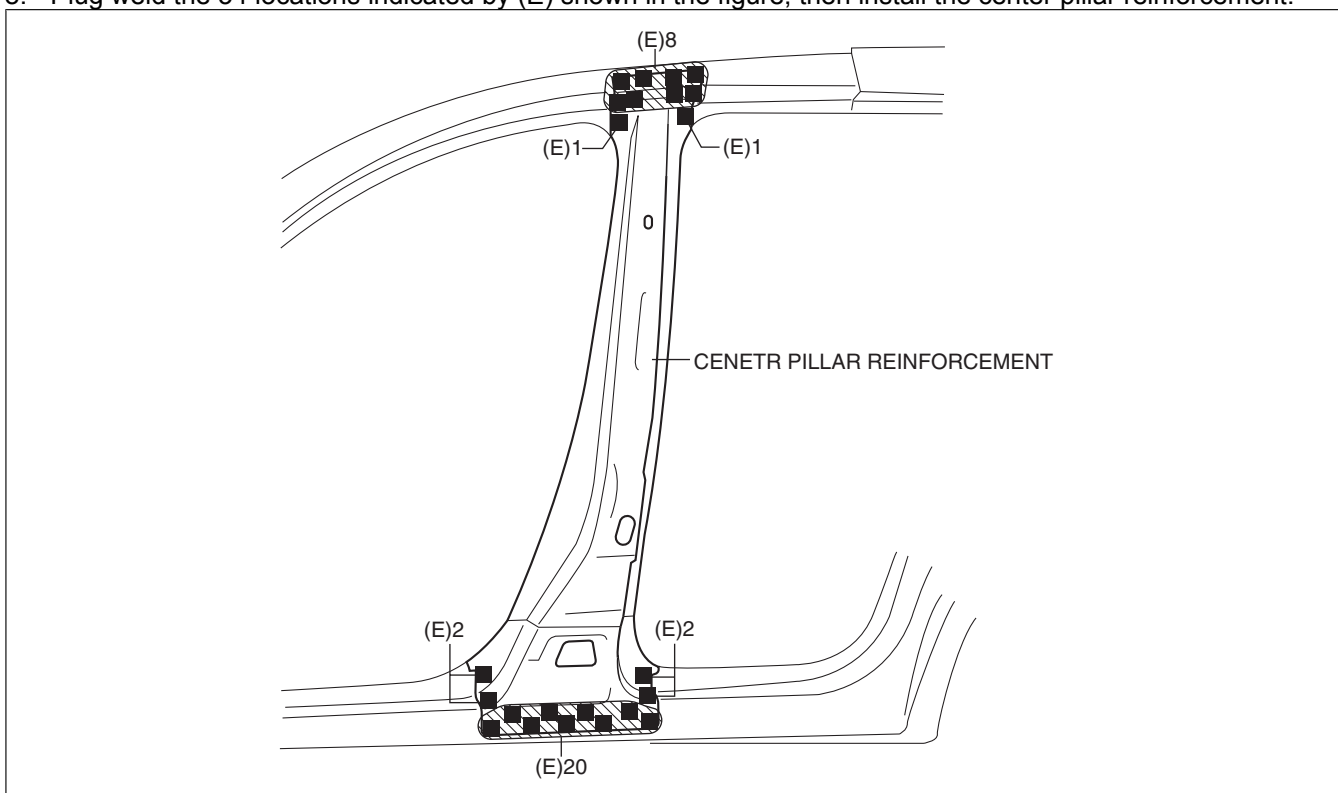 Plug weld the 34 locations indicated by (E) shown in the figure, then install the center pillar reinforcement.
(E)8
(E)1
(E)1
CENETR PILLAR REINFORCEMENT
(E)2
(E)2
(E)20